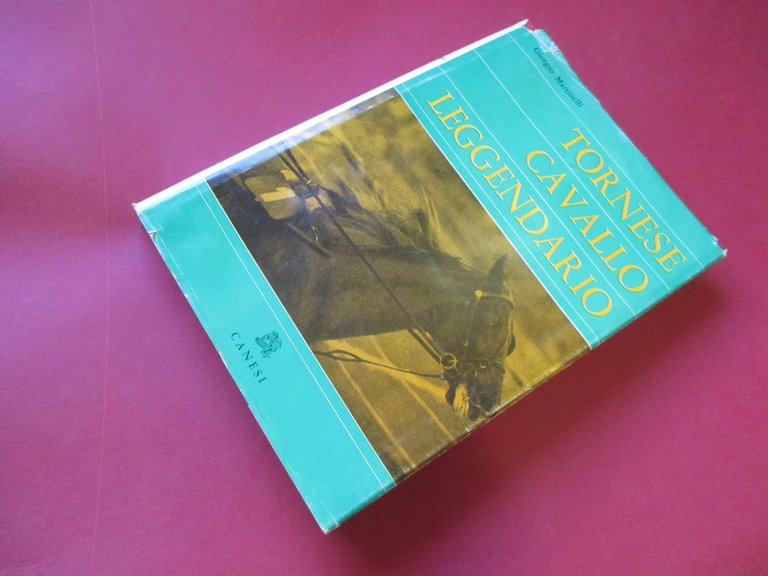 Giorgio Martinelli
TORNESE
CAVALLO
LEGGENDARIO
CANESI